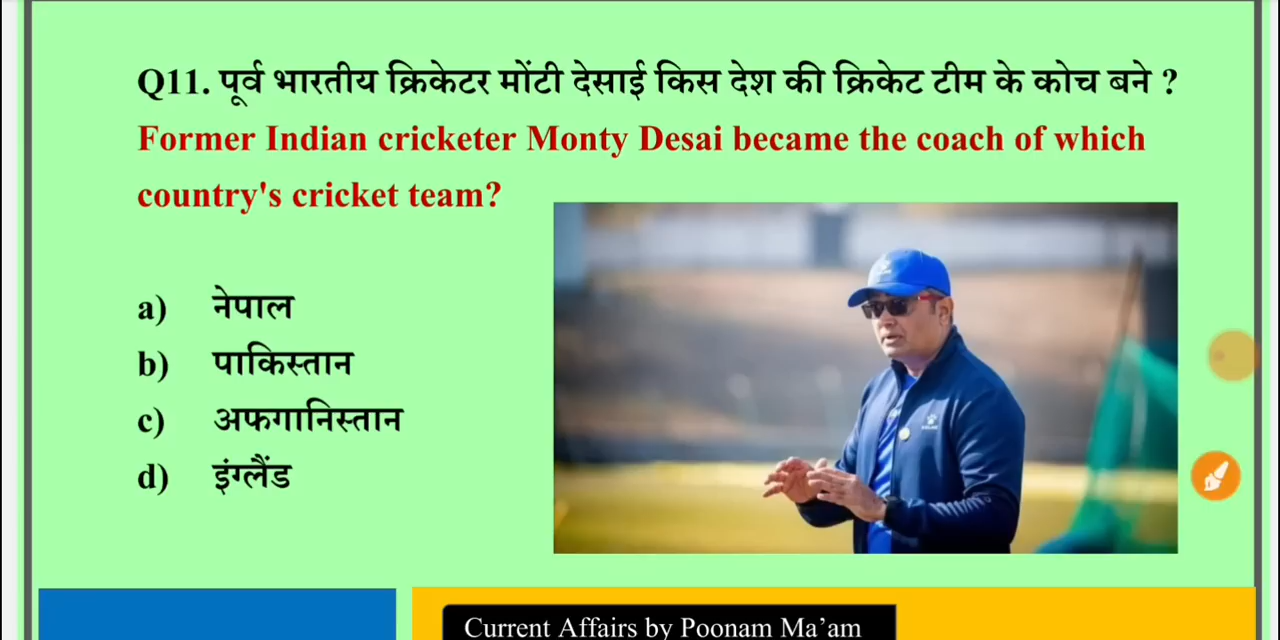 Q11. पूर्व भारतीय क्रिकेटर मोंटी देसाई किस देश की क्रिकेट टीम के कोच बने ?
Former Indian cricketer Monty Desai became the coach of which
country's cricket team?
a) नेपाल
b) पाकिस्तान
c) अफगानिस्तान
d) इंग्लैंड
Current Affairs by Poonam Ma’am